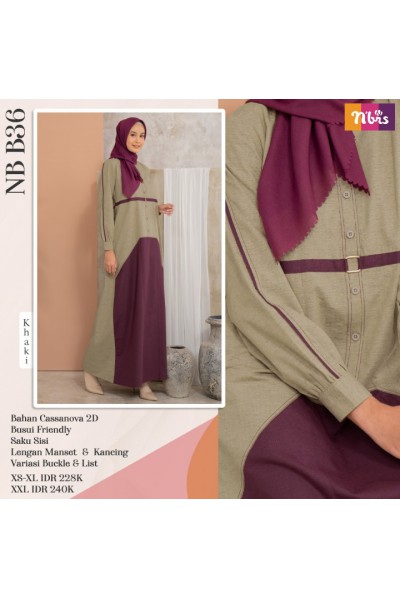 NB B36
Nbrs
Khaki
Bahan Cassanova 2D
Busui Friendly
Saku Sisi
Lengan Manset & Kancing
Variasi Buckle & List
XS-XL IDR 228K
XXL IDR 240K